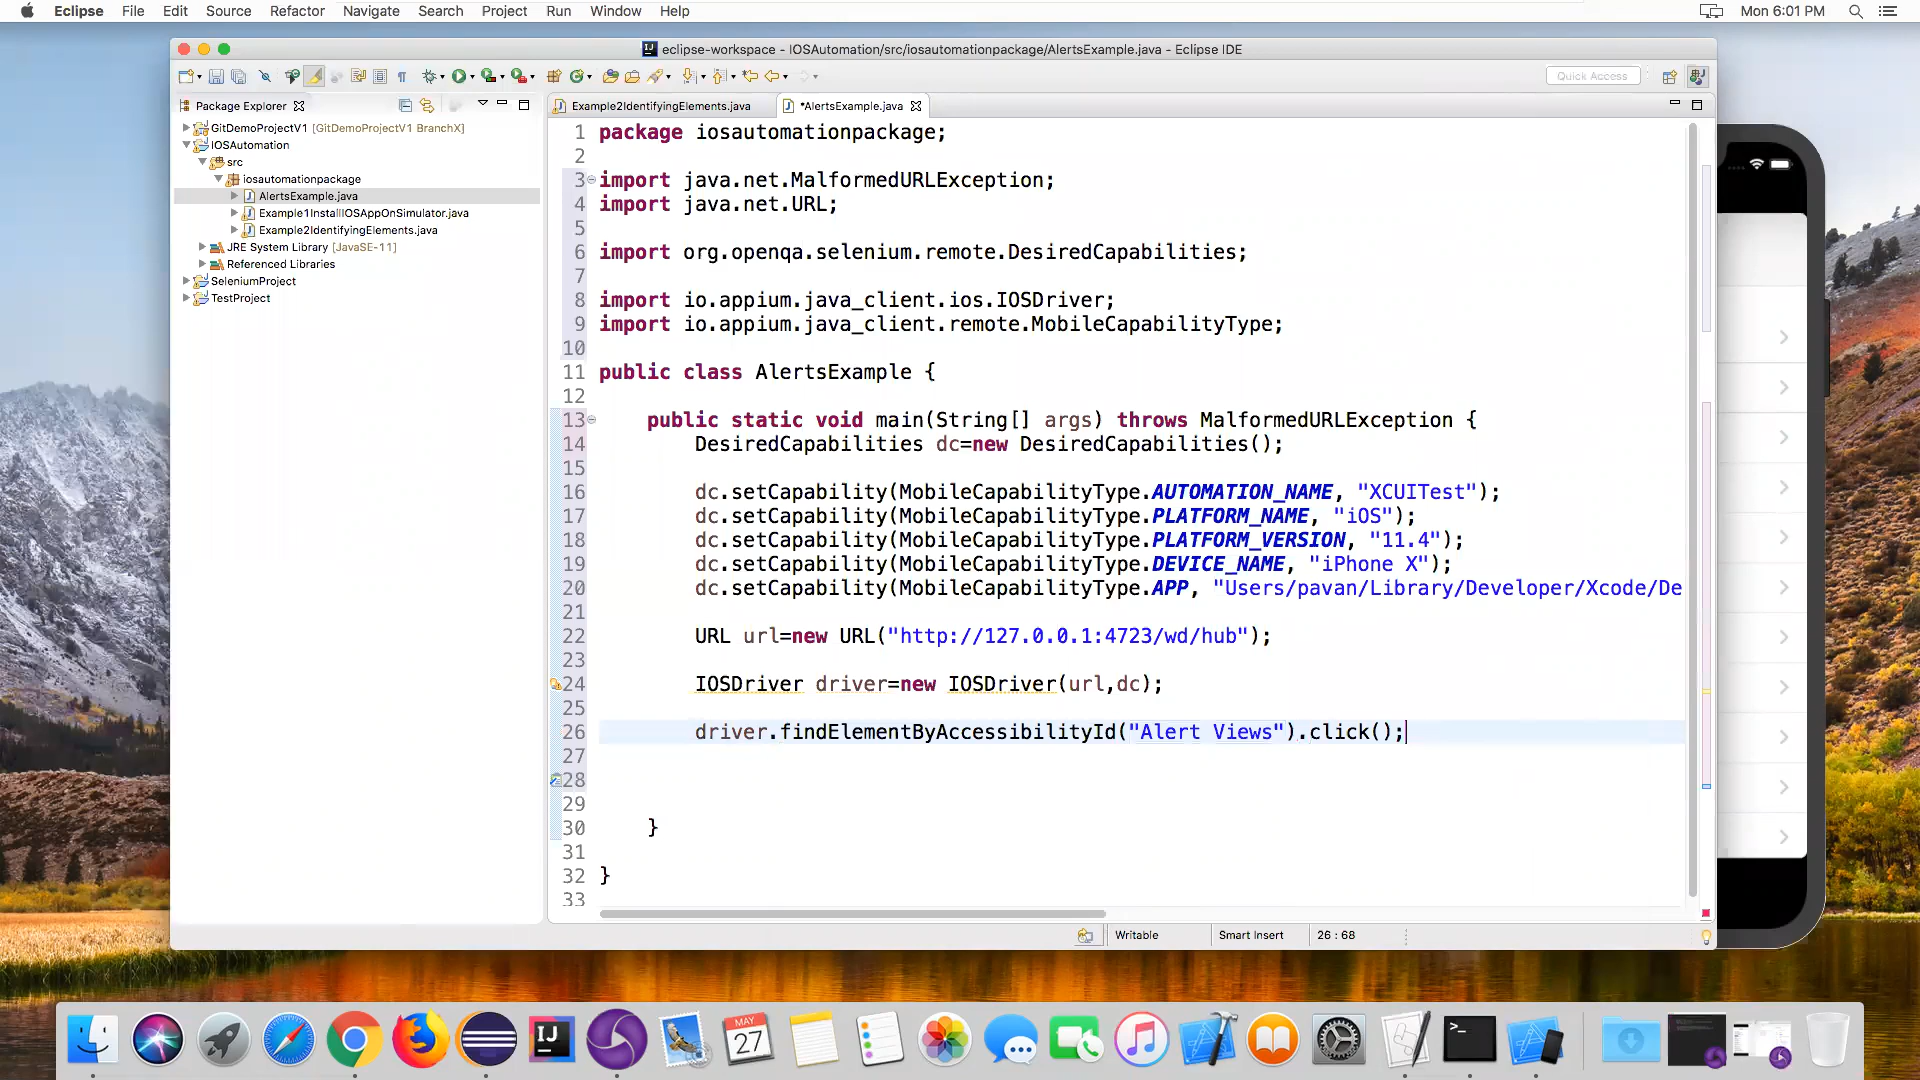 Eclipse File Edit Source Refactor Navigate Search Project Run Window Help Mon 6:01 PM
eclipse-workspace - IOSAutomation/src/iosautomationpackage/AlertsExample.java - Eclipse IDE
Quick Access
Package Explorer
Example2IdentifyingElements.java
*AlertsExample.java
GitDemoProjectV1 [GitDemoProjectV1 BranchX]
IOSAutomation
src
iosautomationpackage
AlertsExample.java
Example1InstallIOSAppOnSimulator.java
Example2IdentifyingElements.java
JRE System Library [JavaSE-11]
Referenced Libraries
SeleniumProject
TestProject
1 package iosautomationpackage;
2
3 import java.net.MalformedURLException;
4 import java.net.URL;
5
6 import org.openqa.selenium.remote.DesiredCapabilities;
7
8 import io.appium.java_client.ios.IOSDriver;
9 import io.appium.java_client.remote.MobileCapabilityType;
10
11 public class AlertsExample {
12
13 public static void main(String[] args) throws MalformedURLException {
14 DesiredCapabilities dc=new DesiredCapabilities();
15
16 dc.setCapability(MobileCapabilityType.AUTOMATION_NAME, "XCUITest");
17 dc.setCapability(MobileCapabilityType.PLATFORM_NAME, "iOS");
18 dc.setCapability(MobileCapabilityType.PLATFORM_VERSION, "11.4");
19 dc.setCapability(MobileCapabilityType.DEVICE_NAME, "iPhone X");
20 dc.setCapability(MobileCapabilityType.APP, "Users/pavan/Library/Developer/Xcode/De
21
22 URL url=new URL("http://127.0.0.1:4723/wd/hub");
23
24 IOSDriver driver=new IOSDriver(url,dc);
25
26 driver.findElementByAccessibilityId("Alert Views").click();
27
28
29
30 }
31
32 }
33
Writable Smart Insert 26 : 68
MAY
27
IJ